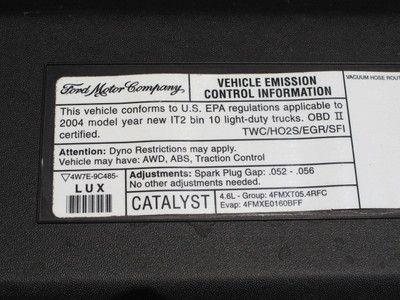 Ford Motor Company
VEHICLE EMISSION
CONTROL INFORMATION
VACUUM HOSE ROUT
This vehicle conforms to U.S. EPA regulations applicable to
2004 model year new IT2 bin 10 light-duty trucks. OBD II
certified. TWC/HO2S/EGR/SFI
Attention: Dyno Restrictions may apply.
Vehicle may have: AWD, ABS, Traction Control
▽4W7E-9C485-
LUX
Adjustments: Spark Plug Gap: .052 - .056
No other adjustments needed.
CATALYST
4.6L - Group: 4FMXT05.4RFC
Evap: 4FMXE0160BFF